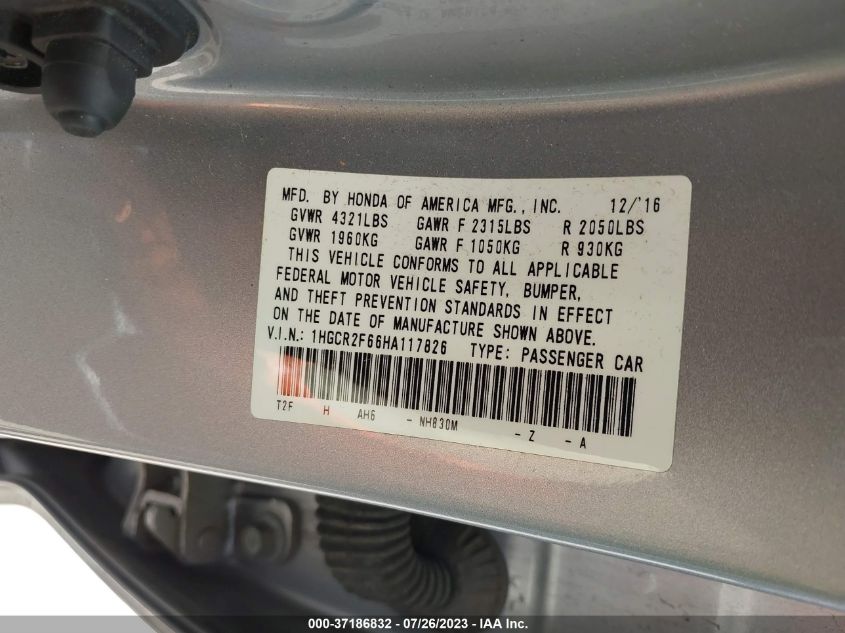 MFD. BY HONDA OF AMERICA MFG., INC. 12/'16
GVWR 4321LBS GAWR F 2315LBS R 2050LBS
GVWR 1960KG GAWR F 1050KG R 930KG
THIS VEHICLE CONFORMS TO ALL APPLICABLE
FEDERAL MOTOR VEHICLE SAFETY, BUMPER,
AND THEFT PREVENTION STANDARDS IN EFFECT
ON THE DATE OF MANUFACTURE SHOWN ABOVE.
V.I.N.: 1HGCR2F66HA117826 TYPE: PASSENGER CAR
T2F H AH6 - NH830M - Z - A
000-37186832 / 07/26/2023 - IAA Inc.